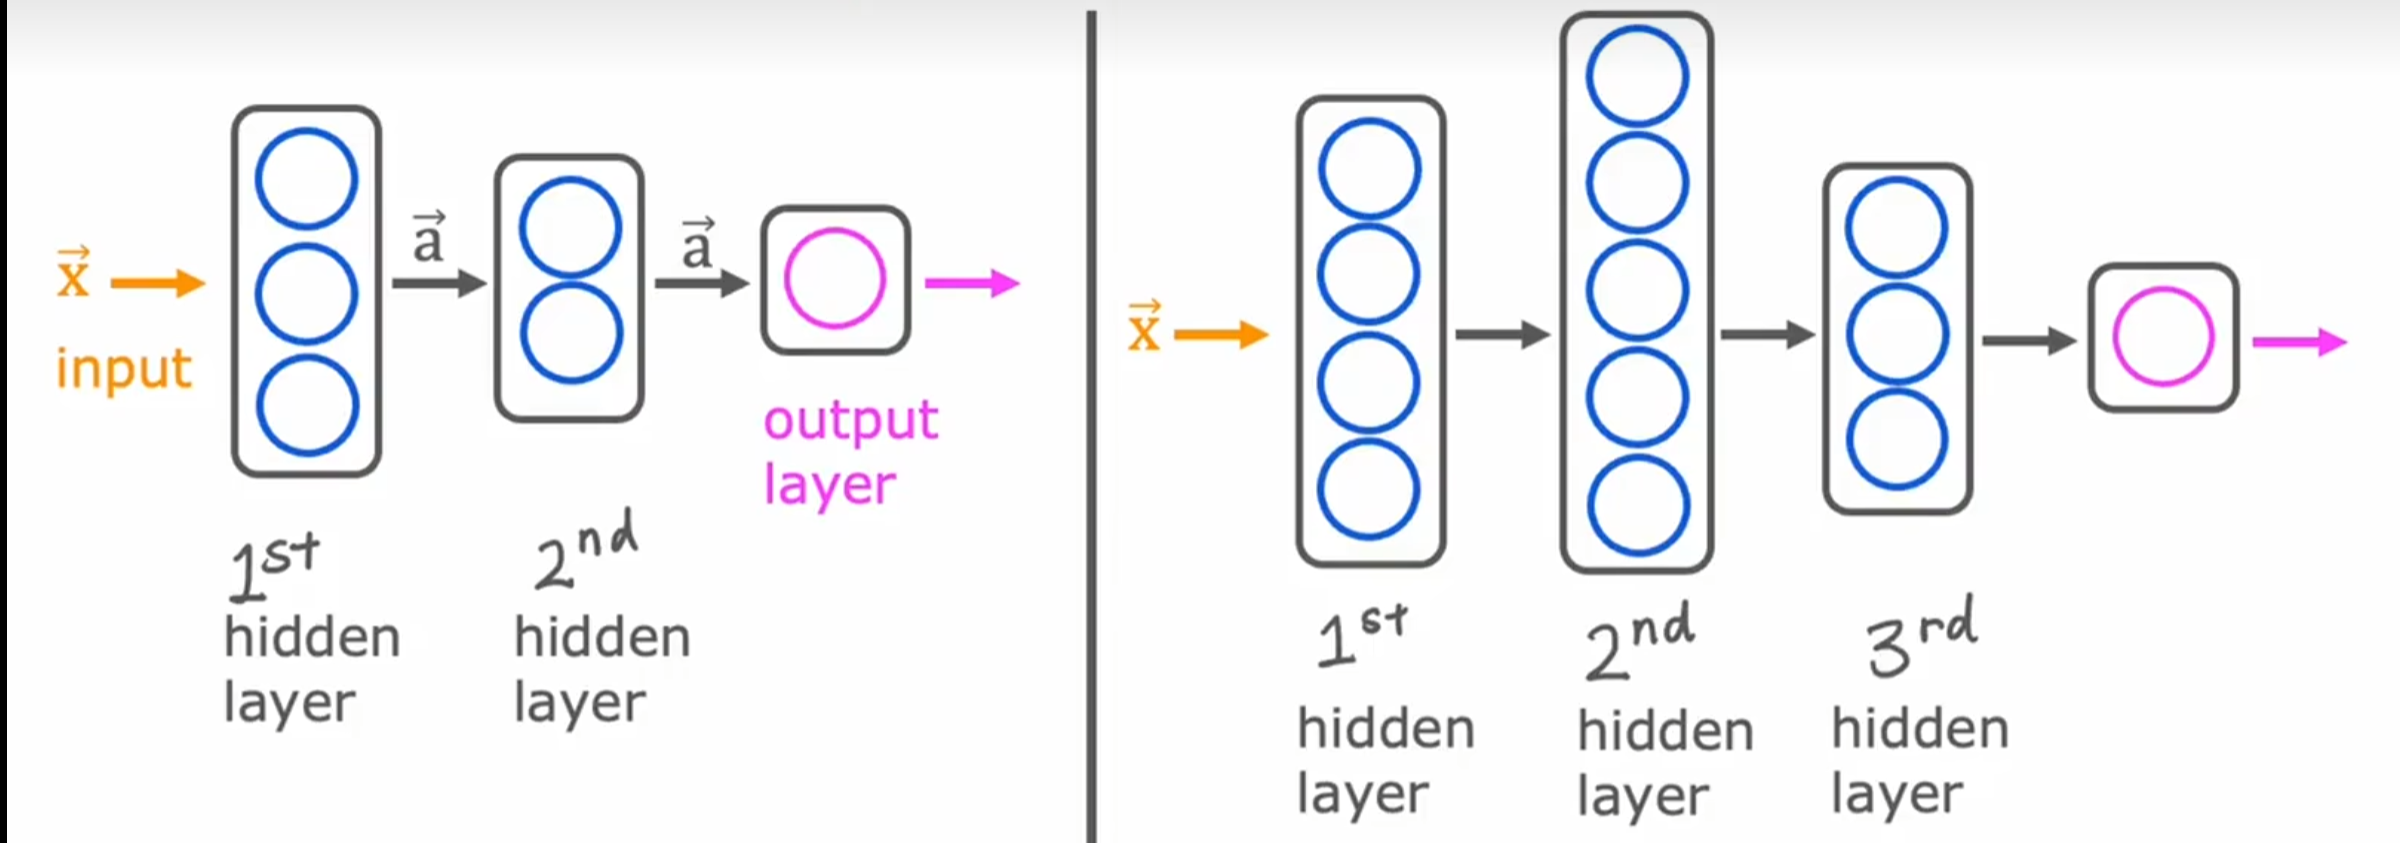 x⃗
input
a⃗
a⃗
output
layer
1st
hidden
layer
2nd
hidden
layer
x⃗
1st
hidden
layer
2nd
hidden
layer
3rd
hidden
layer